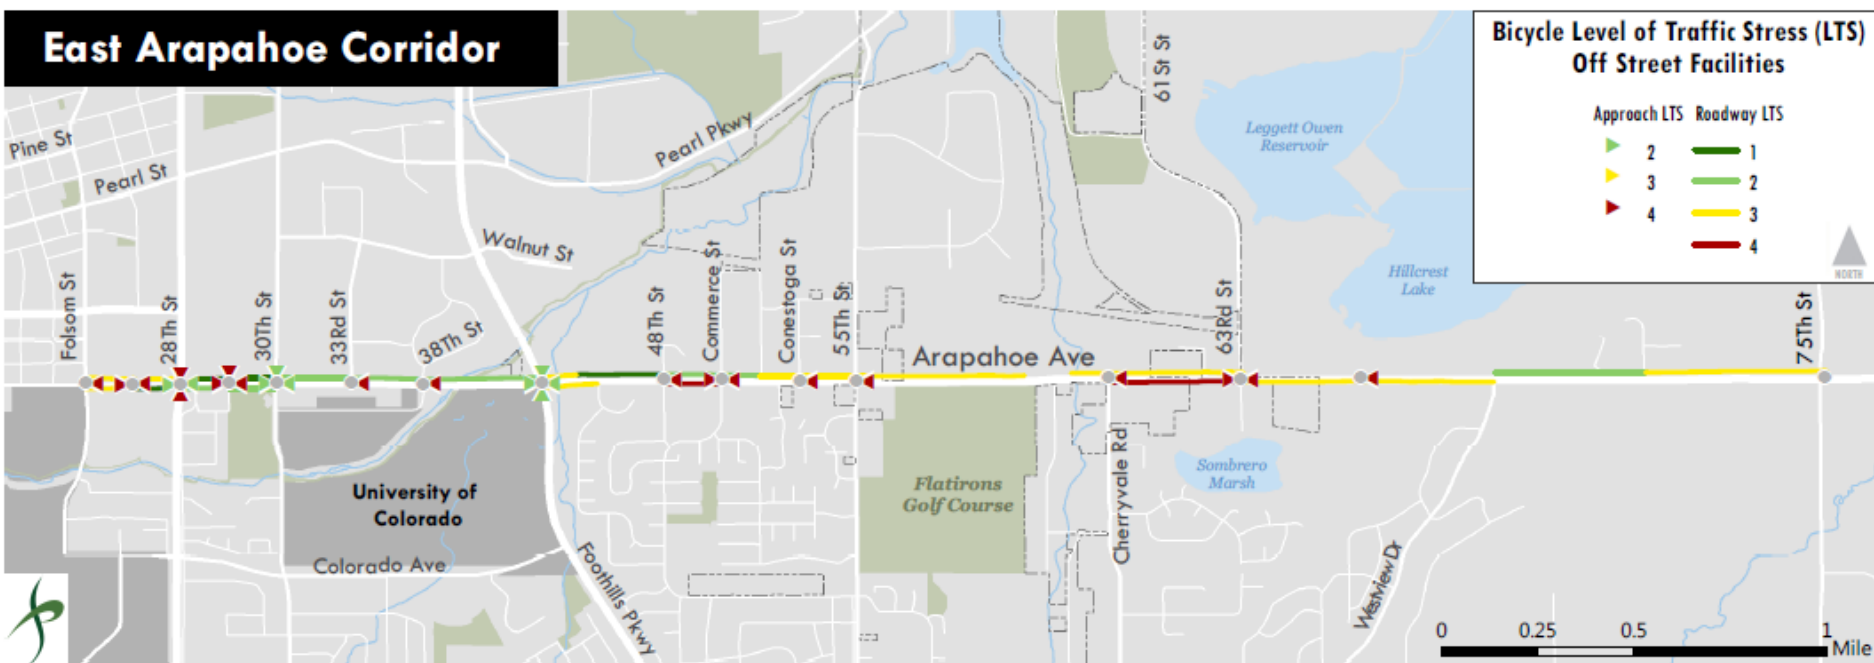 East Arapahoe Corridor
Bicycle Level of Traffic Stress (LTS)
Off Street Facilities
Approach LTS Roadway LTS
2 1
3 2
4 3
4
NORTH
Pine St
Pearl St
Pearl Pkwy
61St St
Leggett Owen
Reservoir
Hillcrest
Lake
Walnut St
Folsom St
28Th St
30Th St
33Rd St
38Th St
48Th St
Commerce St
Conestoga St
55Th St
Arapahoe Ave
63Rd St
75Th St
University of
Colorado
Colorado Ave
Foothills Pkwy
Flatirons
Golf Course
Cherryvale Rd
Sombrero
Marsh
Westview Dr
0 0.25 0.5 1
Mile